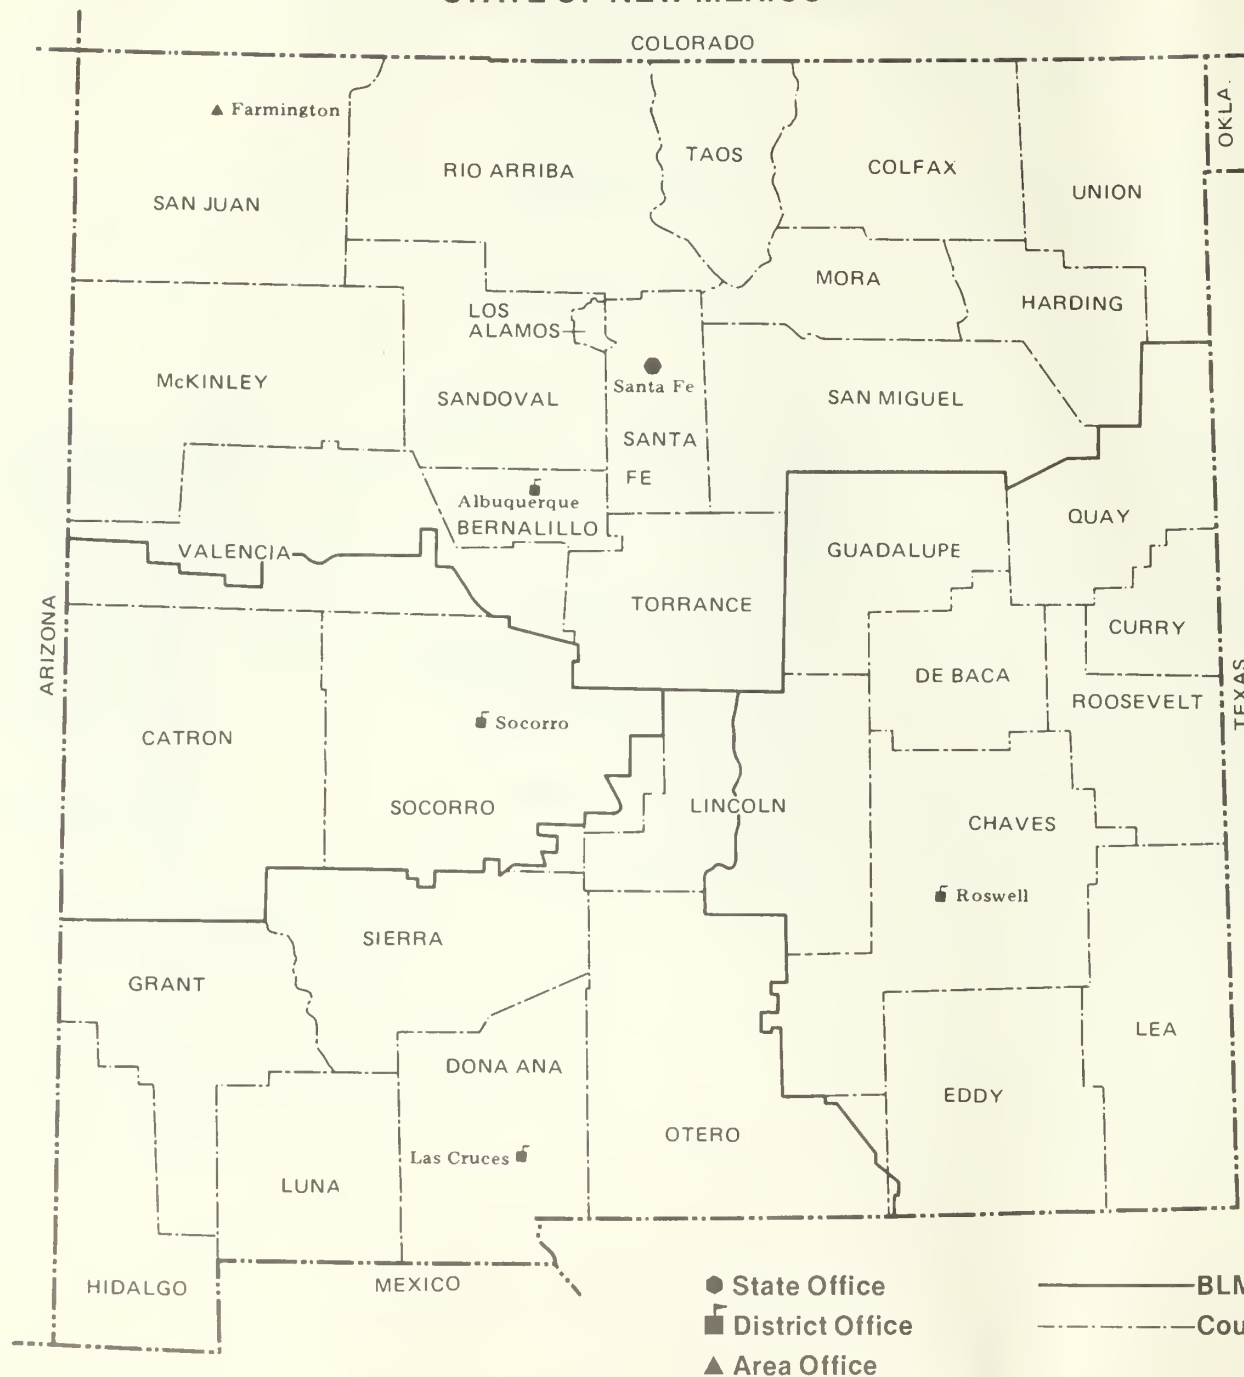 COLORADO
Farmington
OKLA.
TAOS
RIO ARRIBA
COLFAX
UNION
SAN JUAN
MORA
HARDING
LOS
ALAMOS
McKINLEY
Santa Fe
SANDOVAL
SAN MIGUEL
SANTA
FE
Albuquerque
BERNALILLO
QUAY
VALENCIA
GUADALUPE
TORRANCE
CURRY
ARIZONA
DE BACA
ROOSEVELT
TEXAS
Socorro
CATRON
SOCORRO
LINCOLN
CHAVES
Roswell
SIERRA
GRANT
LEA
DONA ANA
EDDY
OTERO
Las Cruces
LUNA
HIDALGO
MEXICO
State Office
District Office
Area Office
BLM
Cou